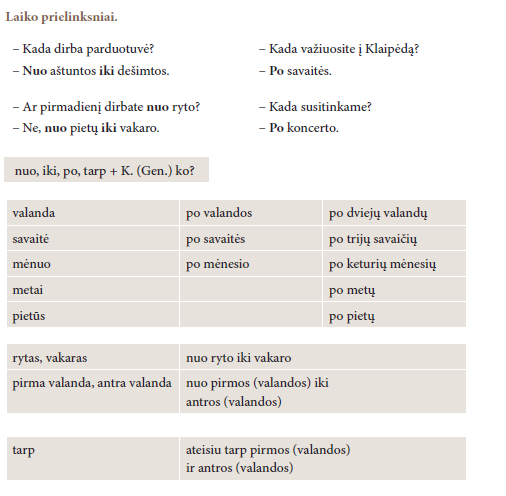 Laiko prielinksniai.
– Kada dirba parduotuvė?
– Nuo aštuntos iki dešimtos.
– Kada važiuosite į Klaipėdą?
– Po savaitės.
– Ar pirmadienį dirbate nuo ryto?
– Ne, nuo pietų iki vakaro.
– Kada susitinkame?
– Po koncerto.
nuo, iki, po, tarp + K. (Gen.) ko?
valanda po valandos po dviejų valandų
savaitė po savaitės po trijų savaičių
mėnuo po mėnesio po keturių mėnesių
metai po metų
pietūs po pietų
rytas, vakaras nuo ryto iki vakaro
pirma valanda, antra valanda nuo pirmos (valandos) iki
antros (valandos)
tarp ateisiu tarp pirmos (valandos)
ir antros (valandos)